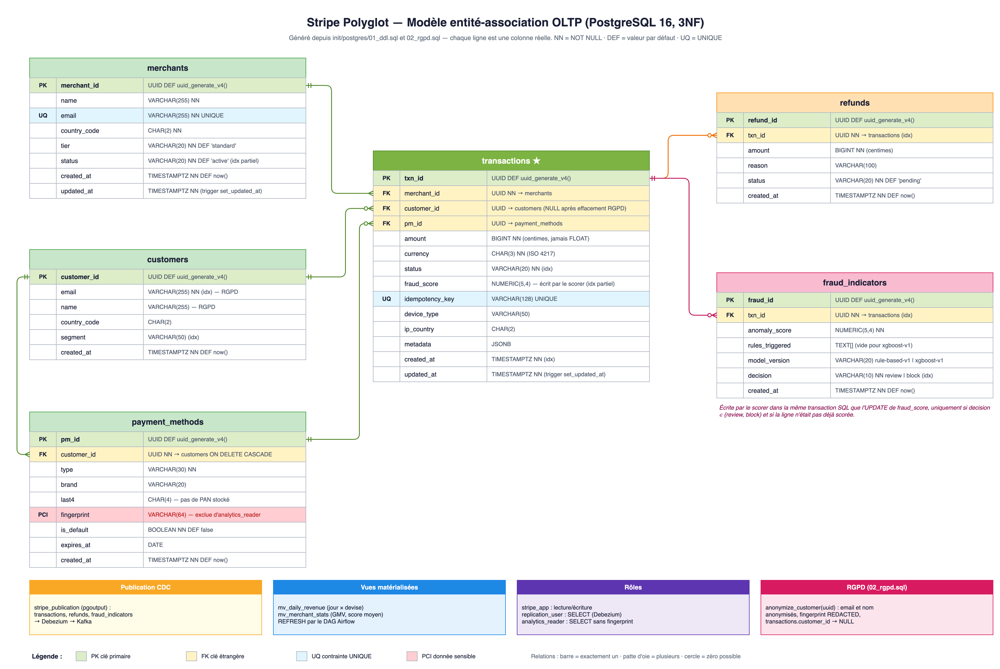 Stripe Polyglot — Modèle entité-association OLTP (PostgreSQL 16, 3NF)
Généré depuis init/postgres/01_ddl.sql et 02_rgpd.sql — chaque ligne est une colonne réelle. NN = NOT NULL · DEF = valeur par défaut · UQ = UNIQUE
merchants
PK merchant_id UUID DEF uuid_generate_v4()
name VARCHAR(255) NN
UQ email VARCHAR(255) NN UNIQUE
country_code CHAR(2) NN
tier VARCHAR(20) NN DEF 'standard'
status VARCHAR(20) NN DEF 'active' (idx partiel)
created_at TIMESTAMPTZ NN DEF now()
updated_at TIMESTAMPTZ NN (trigger set_updated_at)
customers
PK customer_id UUID DEF uuid_generate_v4()
email VARCHAR(255) NN (idx) — RGPD
name VARCHAR(255) — RGPD
country_code CHAR(2)
segment VARCHAR(50) (idx)
created_at TIMESTAMPTZ NN DEF now()
payment_methods
PK pm_id UUID DEF uuid_generate_v4()
FK customer_id UUID NN → customers ON DELETE CASCADE
type VARCHAR(30) NN
brand VARCHAR(20)
last4 CHAR(4) — pas de PAN stocké
PCI fingerprint VARCHAR(64) — exclue d'analytics_reader
is_default BOOLEAN NN DEF false
expires_at DATE
created_at TIMESTAMPTZ NN DEF now()
transactions ★
PK txn_id UUID DEF uuid_generate_v4()
FK merchant_id UUID NN → merchants
FK customer_id UUID → customers (NULL après effacement RGPD)
FK pm_id UUID → payment_methods
amount BIGINT NN (centimes, jamais FLOAT)
currency CHAR(3) NN (ISO 4217)
status VARCHAR(20) NN (idx)
fraud_score NUMERIC(5,4) — écrit par le scorer (idx partiel)
UQ idempotency_key VARCHAR(128) UNIQUE
device_type VARCHAR(50)
ip_country CHAR(2)
metadata JSONB
created_at TIMESTAMPTZ NN (idx)
updated_at TIMESTAMPTZ NN (trigger set_updated_at)
refunds
PK refund_id UUID DEF uuid_generate_v4()
FK txn_id UUID NN → transactions (idx)
amount BIGINT NN (centimes)
reason VARCHAR(100)
status VARCHAR(20) NN DEF 'pending'
created_at TIMESTAMPTZ NN DEF now()
fraud_indicators
PK fraud_id UUID DEF uuid_generate_v4()
FK txn_id UUID NN → transactions (idx)
anomaly_score NUMERIC(5,4) NN
rules_triggered TEXT[] (vide pour xgboost-v1)
model_version VARCHAR(20) rule-based-v1 | xgboost-v1
decision VARCHAR(10) NN review | block (idx)
created_at TIMESTAMPTZ NN DEF now()
Écrite par le scorer dans la même transaction SQL que l'UPDATE de fraud_score, uniquement si decision
∈ {review, block} et si la ligne n'était pas déjà scorée.
Publication CDC
stripe_publication (pgoutput) :
transactions, refunds, fraud_indicators
→ Debezium → Kafka
Vues matérialisées
mv_daily_revenue (jour × devise)
mv_merchant_stats (GMV, score moyen)
REFRESH par le DAG Airflow
Rôles
stripe_app : lecture/écriture
replication_user : SELECT (Debezium)
analytics_reader : SELECT sans fingerprint
RGPD (02_rgpd.sql)
anonymize_customer(uuid) : email et nom
anonymisés, fingerprint REDACTED,
transactions.customer_id → NULL
Légende : PK clé primaire FK clé étrangère UQ contrainte UNIQUE PCI donnée sensible Relations : barre = exactement un · patte d'oie = plusieurs · cercle = zéro possible